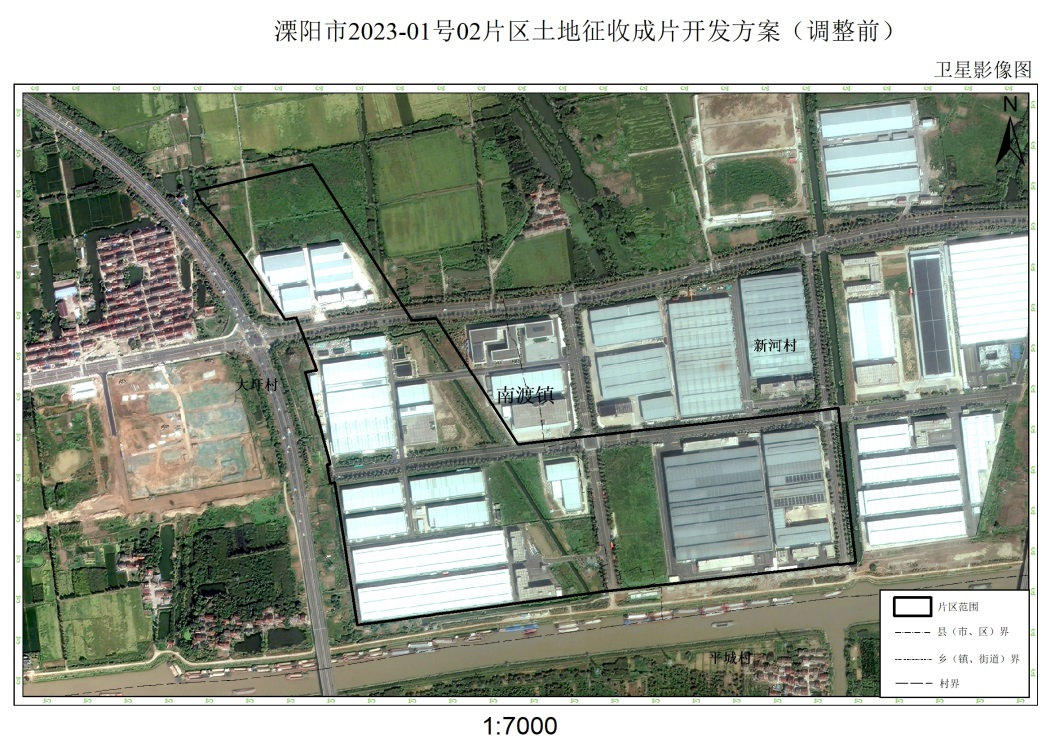 溧阳市2023-01号02片区土地征收成片开发方案（调整前）
卫星影像图
N
新河村
大圩村
南渡镇
平城村
片区范围
县（市、区）界
乡（镇、街道）界
村界
1:7000